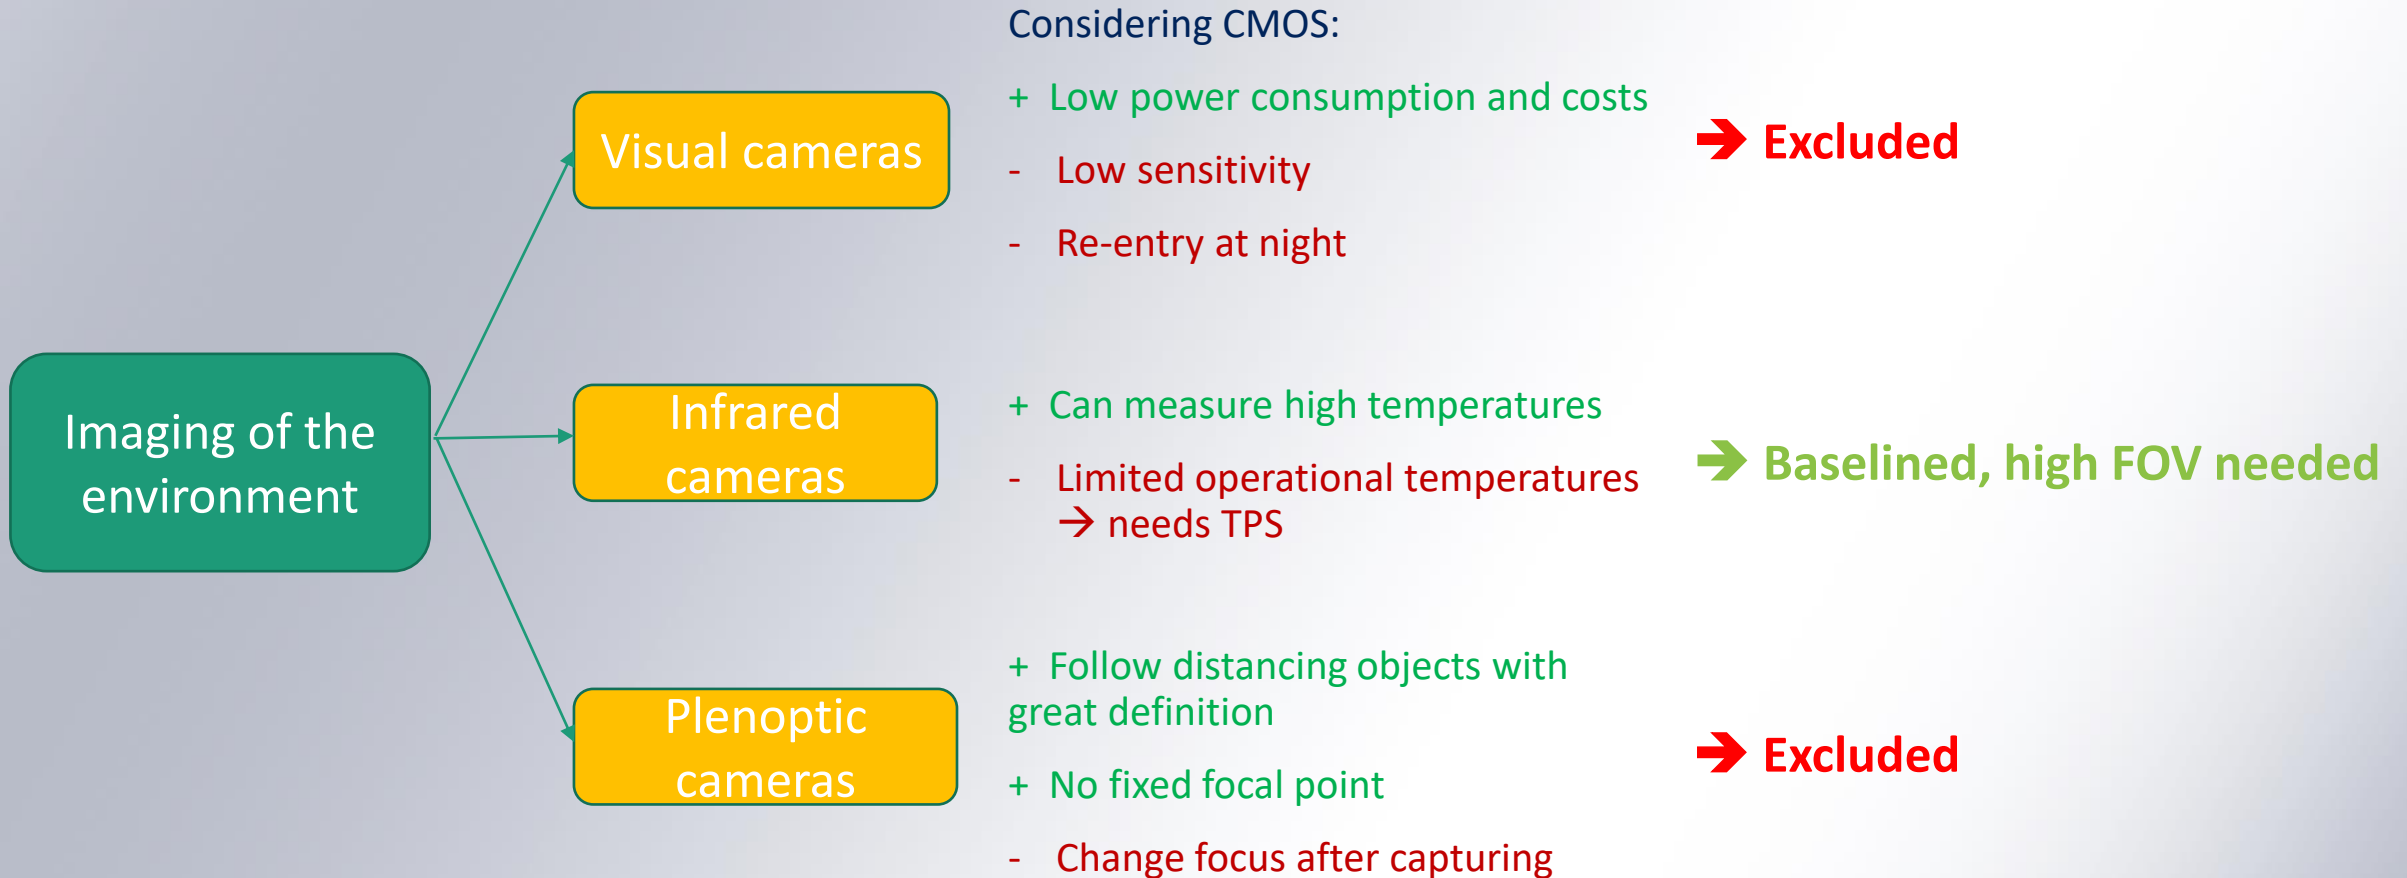 Considering CMOS:
Visual cameras
+ Low power consumption and costs
- Low sensitivity
- Re-entry at night
➔ Excluded
Imaging of the
environment
Infrared
cameras
+ Can measure high temperatures
- Limited operational temperatures
→ needs TPS
➔ Baselined, high FOV needed
Plenoptic
cameras
+ Follow distancing objects with
great definition
+ No fixed focal point
- Change focus after capturing
➔ Excluded